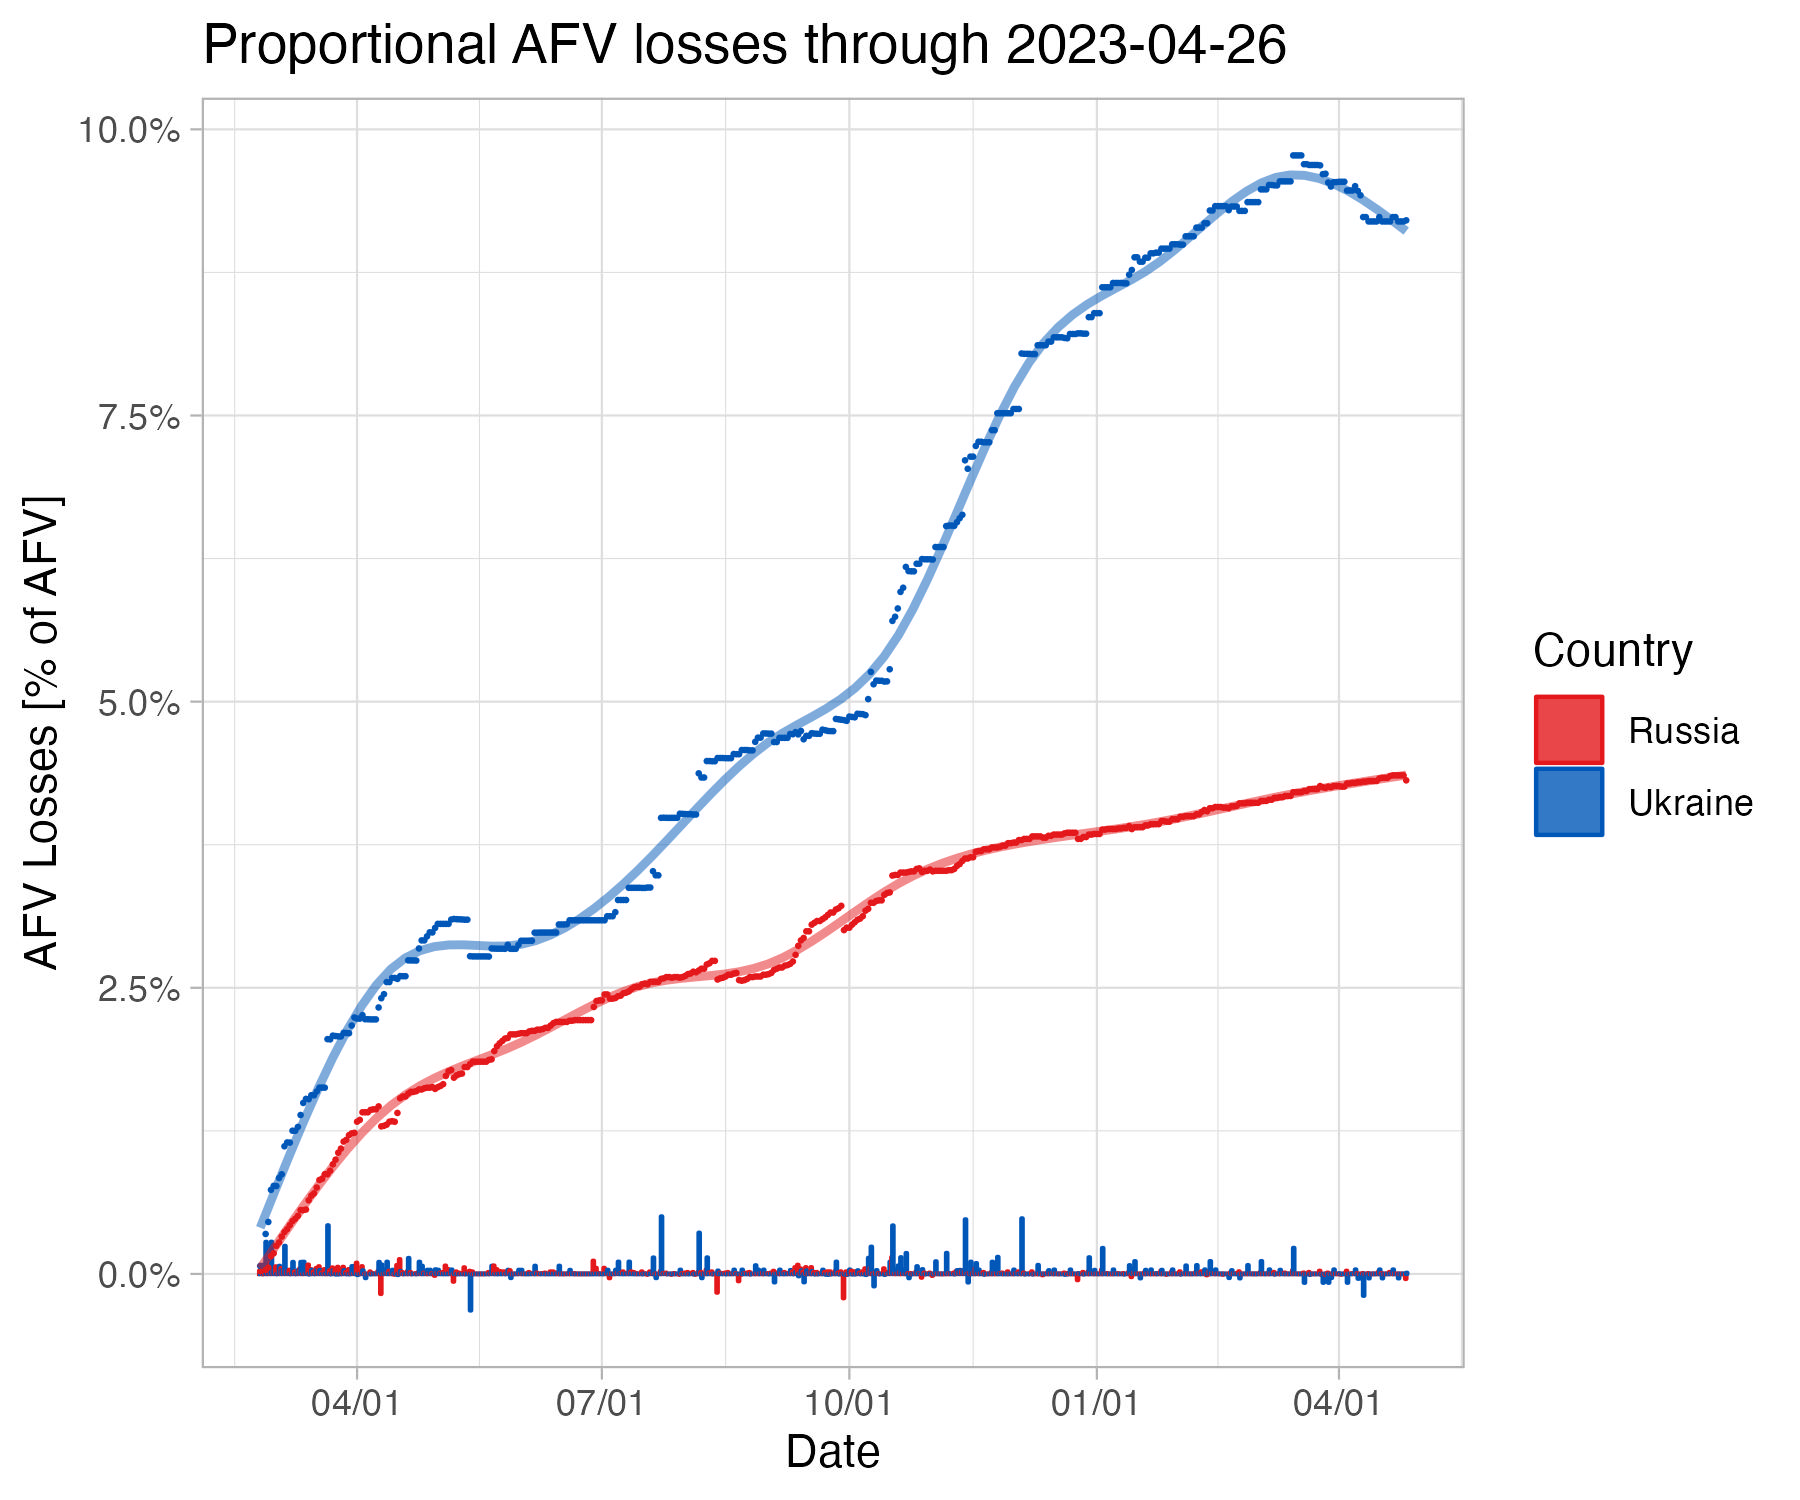 Proportional AFV losses through 2023-04-26
AFV Losses [% of AFV]
10.0%
7.5%
5.0%
2.5%
0.0%
04/01
07/01
10/01
01/01
04/01
Date
Country
Russia
Ukraine